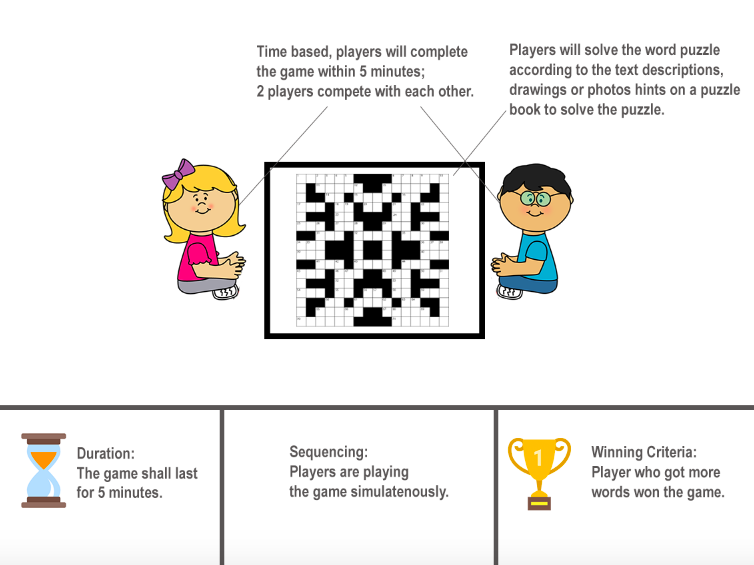 Time based, players will complete
the game within 5 minutes;
2 players compete with each other.
Players will solve the word puzzle
according to the text descriptions,
drawings or photos hints on a puzzle
book to solve the puzzle.
Duration:
The game shall last
for 5 minutes.
Sequencing:
Players are playing
the game simulatenously.
1
Winning Criteria:
Player who got more
words won the game.